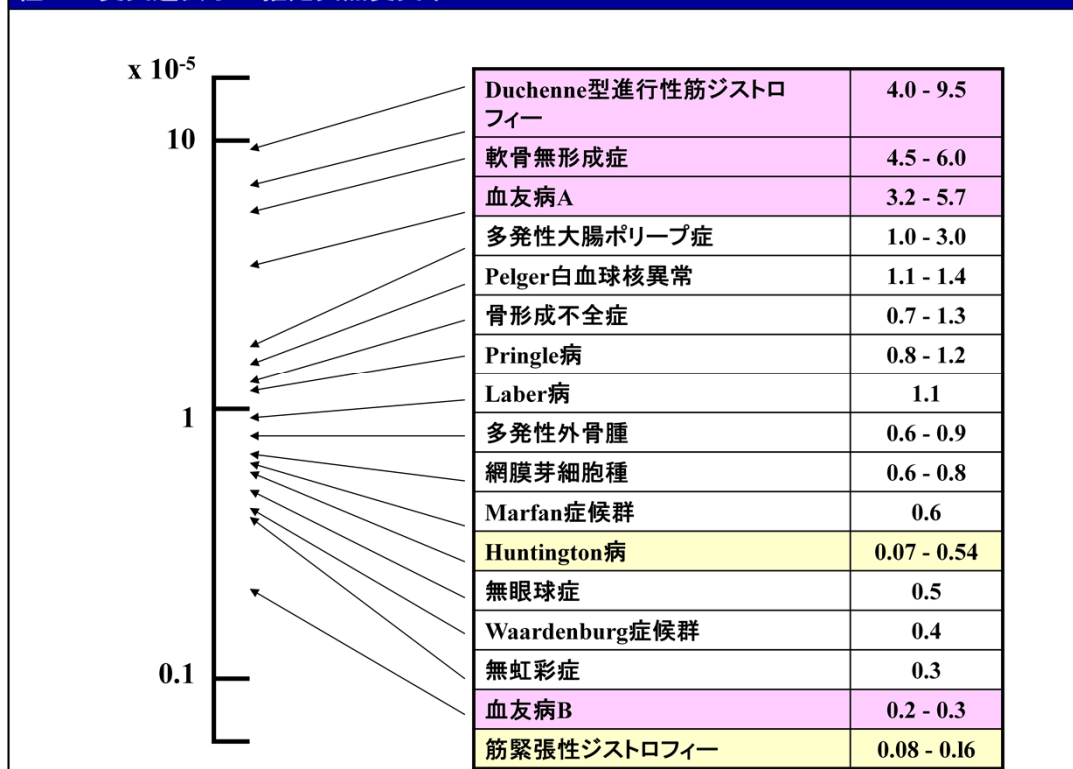 x 10-5
10
1
0.1
Duchenne型進行性筋ジストロ
フィー
4.0 - 9.5
軟骨無形成症
4.5 - 6.0
血友病A
3.2 - 5.7
多発性大腸ポリープ症
1.0 - 3.0
Pelger白血球核異常
1.1 - 1.4
骨形成不全症
0.7 - 1.3
Pringle病
0.8 - 1.2
Laber病
1.1
多発性外骨腫
0.6 - 0.9
網膜芽細胞種
0.6 - 0.8
Marfan症候群
0.6
Huntington病
0.07 - 0.54
無眼球症
0.5
Waardenburg症候群
0.4
無虹彩症
0.3
血友病B
0.2 - 0.3
筋緊張性ジストロフィー
0.08 - 0.16